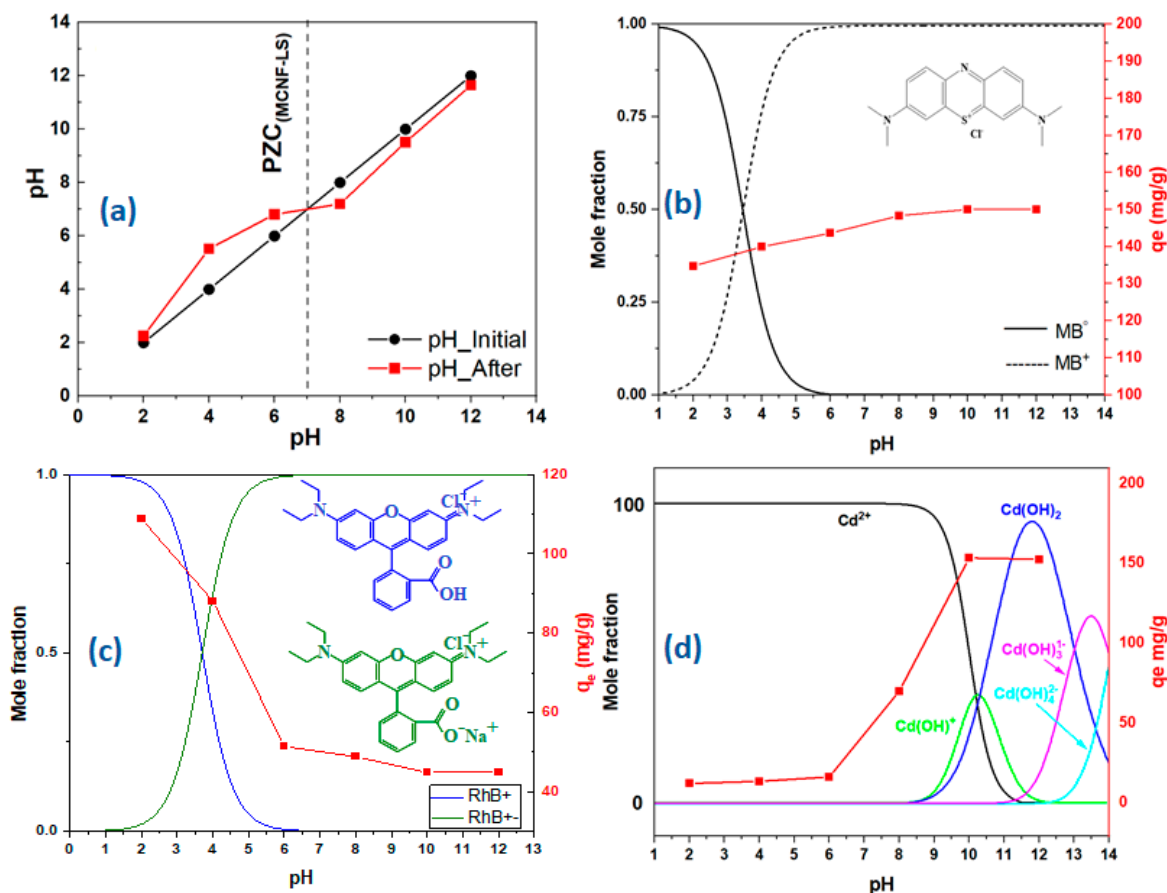 14
12
10
8
6
4
2
0
pH
PZC(MCNF-LS)
(a)
pH_Initial
pH_After
0 2 4 6 8 10 12 14
pH
1.00
0.75
0.50
0.25
0.00
Mole fraction
(b)
N
N
S+
N
Cl-
MB°
MB+
200
190
180
170
160
150
140
130
120
110
100
qe (mg/g)
1 2 3 4 5 6 7 8 9 10 11 12 13 14
pH
1.0
0.5
0.0
Mole fraction
(c)
N
O
Cl-
N+
O
OH
N
O
Cl-
N+
O
O-Na+
RhB+
RhB+-
120
100
80
60
40
qe (mg/g)
0 1 2 3 4 5 6 7 8 9 10 11 12 13
pH
100
0
Mole fraction
(d)
Cd2+
Cd(OH)2
Cd(OH)31-
Cd(OH)42-
Cd(OH)+
200
150
100
50
0
qe mg/g
1 2 3 4 5 6 7 8 9 10 11 12 13 14
pH